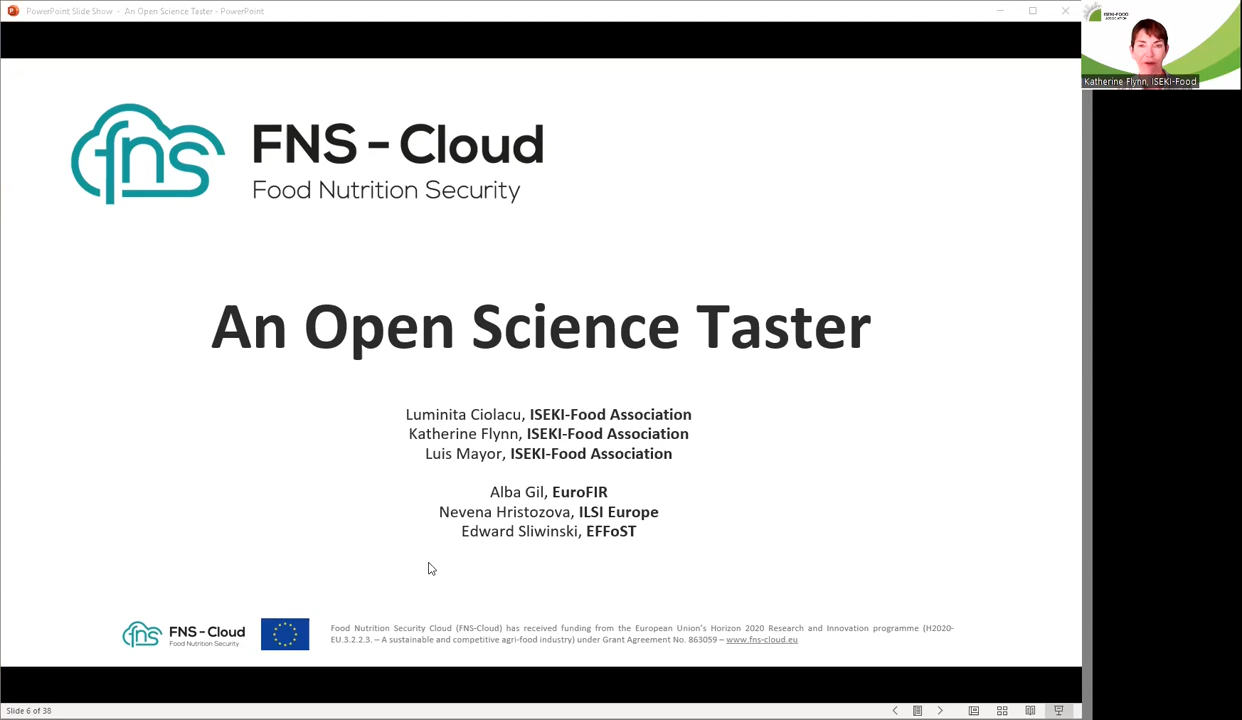 PowerPoint Slide Show - An Open Science Taster - PowerPoint
ISEKI-FOOD
ASSOCIATION
Katherine Flynn, ISEKI-Food
fns
FNS - Cloud
Food Nutrition Security
An Open Science Taster
Luminita Ciolacu, ISEKI-Food Association
Katherine Flynn, ISEKI-Food Association
Luis Mayor, ISEKI-Food Association
Alba Gil, EuroFIR
Nevena Hristozova, ILSI Europe
Edward Sliwinski, EFFoST
fns
FNS - Cloud
Food Nutrition Security
Food Nutrition Security Cloud (FNS-Cloud) has received funding from the European Union's Horizon 2020 Research and Innovation programme (H2020-
EU.3.2.2.3. – A sustainable and competitive agri-food industry) under Grant Agreement No. 863059 – www.fns-cloud.eu
Slide 6 of 38